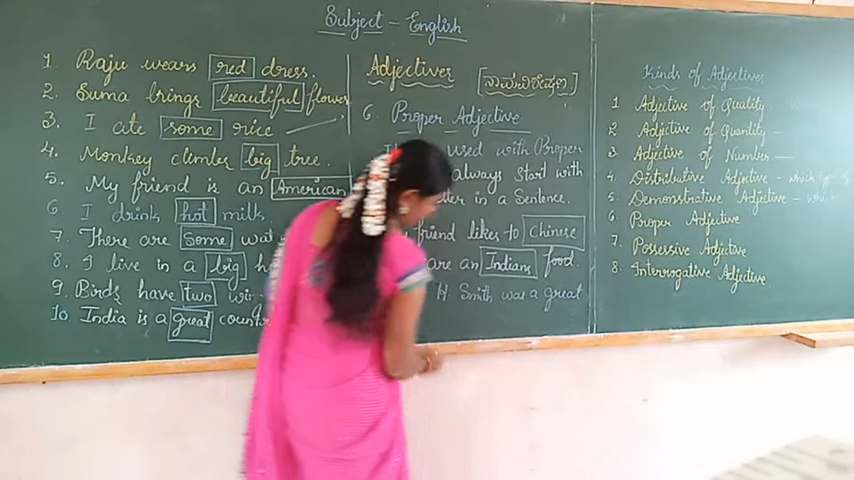 Subject - English
1. Raju wears red dress.
2. Suma brings beautiful flower
3. I ate some rice
4. Monkey climbs big tree.
5. My friend is an American
6 I drink hot milk.
7. There are Some
8. I live in a big
9. Birds have two
10. India is a great
Adjectives [ನಾಮವಿಶೇಷಣ]
6. Proper Adjective
used with Proper
always Start with
in a Sentence.
friend likes to Chinese
are an Indians food.
H. Smith was a great
Kinds of Adjectives
1 Adjective of Quality
2 Adjective of Quantity -
3. Adjective of Number -
4. Distributive Adjective - which
5. Demonstrative Adjective -
6. Proper Adjective
7. Possessive Adjective
8. Interrogative Adjective